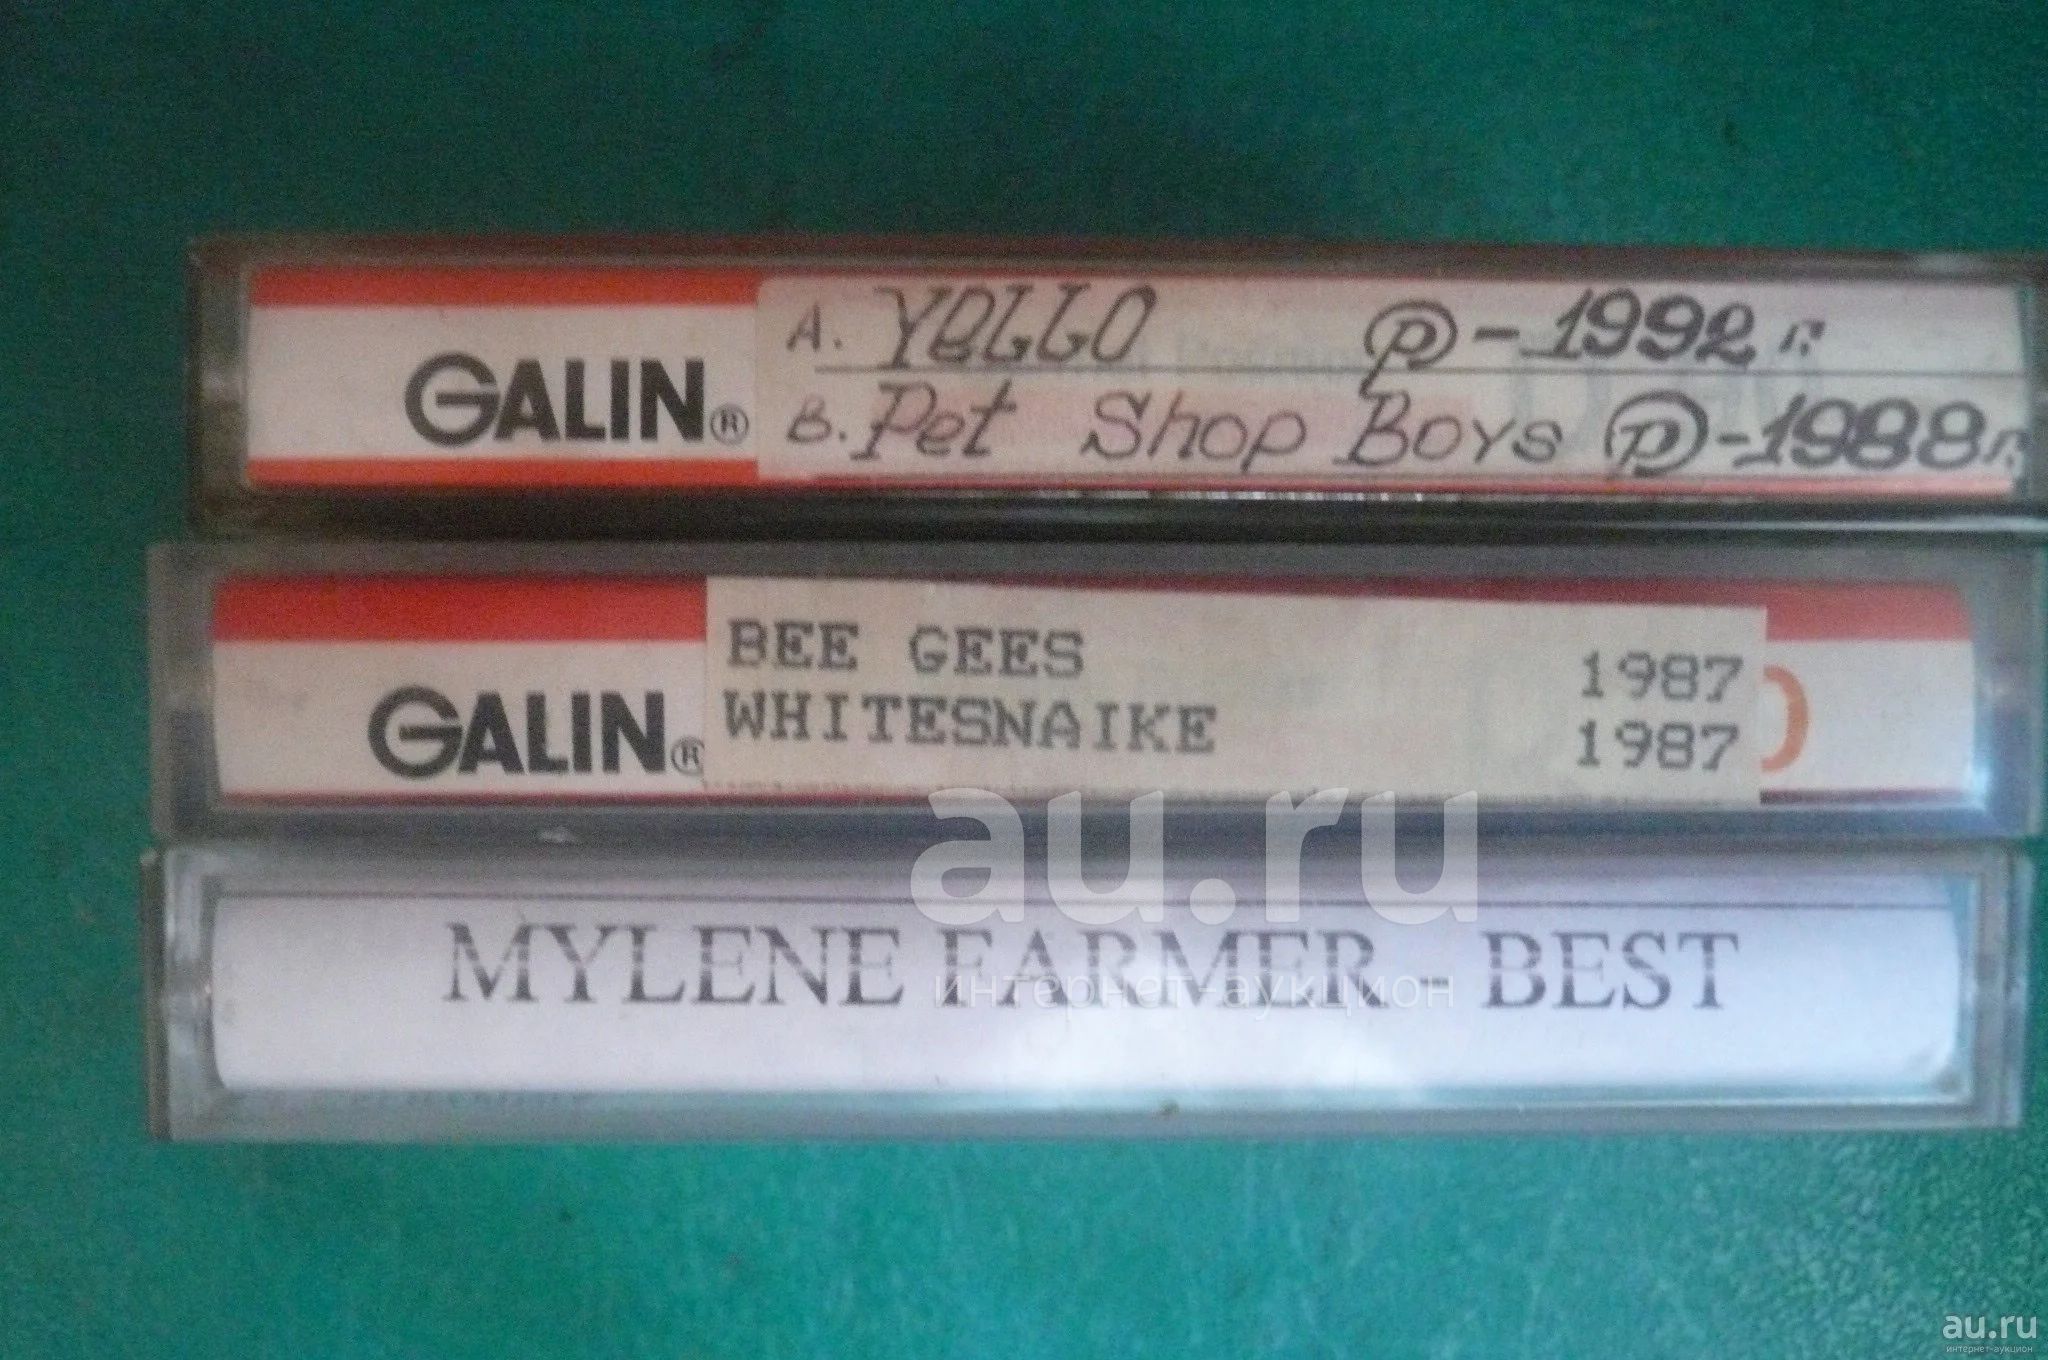 GALIN®
A. YELLO ℗-1992 г.
B. Pet Shop Boys ℗-1988 г.
GALIN®
BEE GEES 1987
WHITESNAIKE 1987
au.ru
MYLENE FARMER - BEST
интернет-аукцион
au.ru
интернет-аукцион